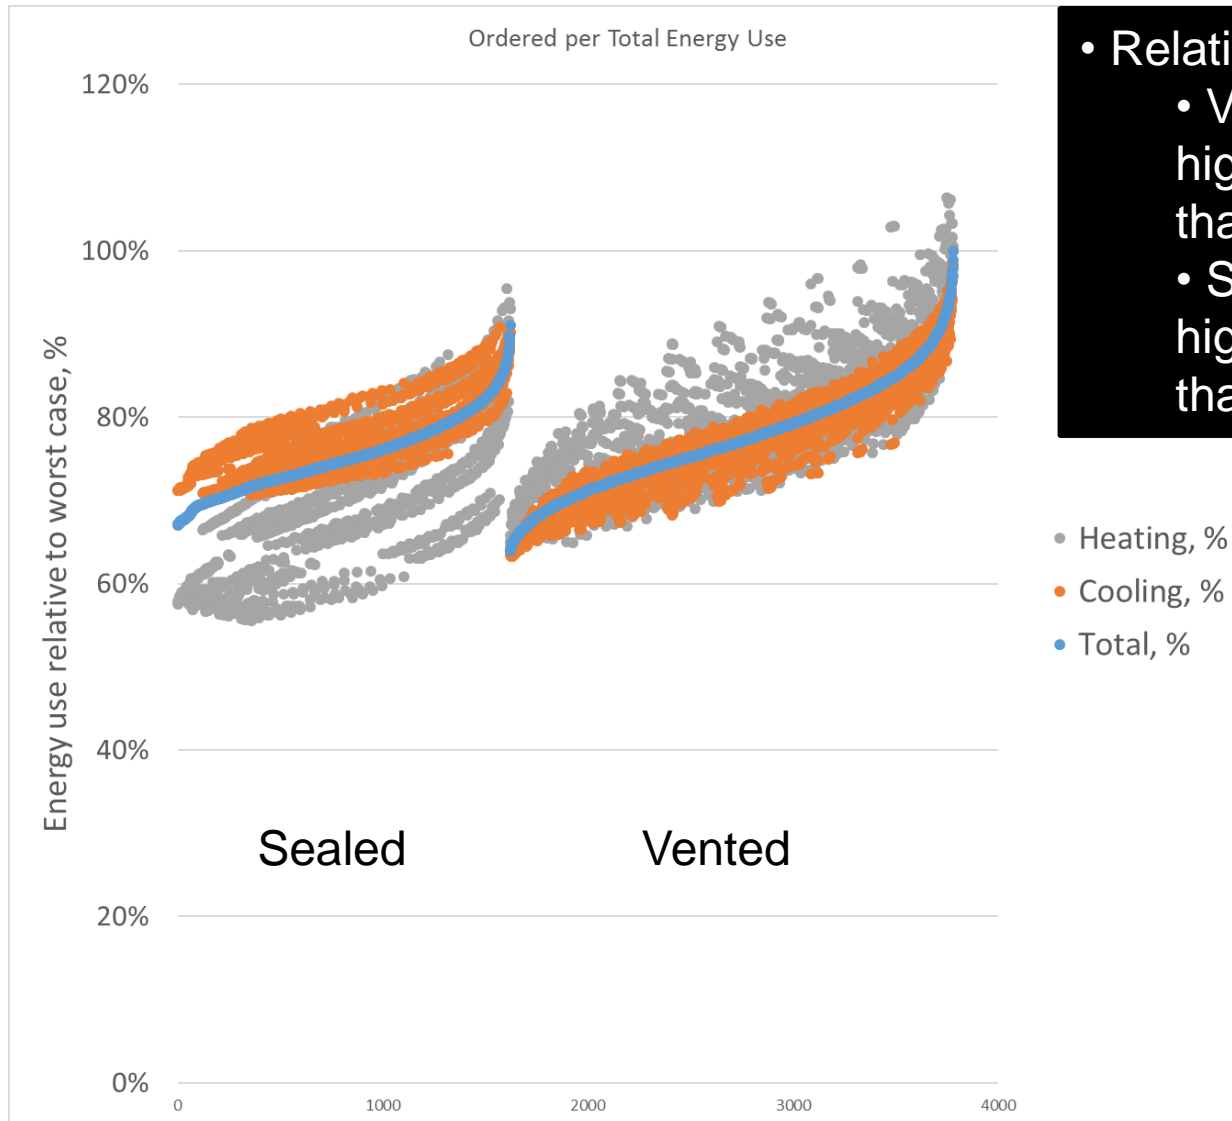 Ordered per Total Energy Use
120%
100%
80%
60%
40%
20%
0%
Energy use relative to worst case, %
0 1000 2000 3000 4000
Sealed
Vented
• Relati
• V
hig
tha
• S
hig
tha
Heating, %
Cooling, %
Total, %